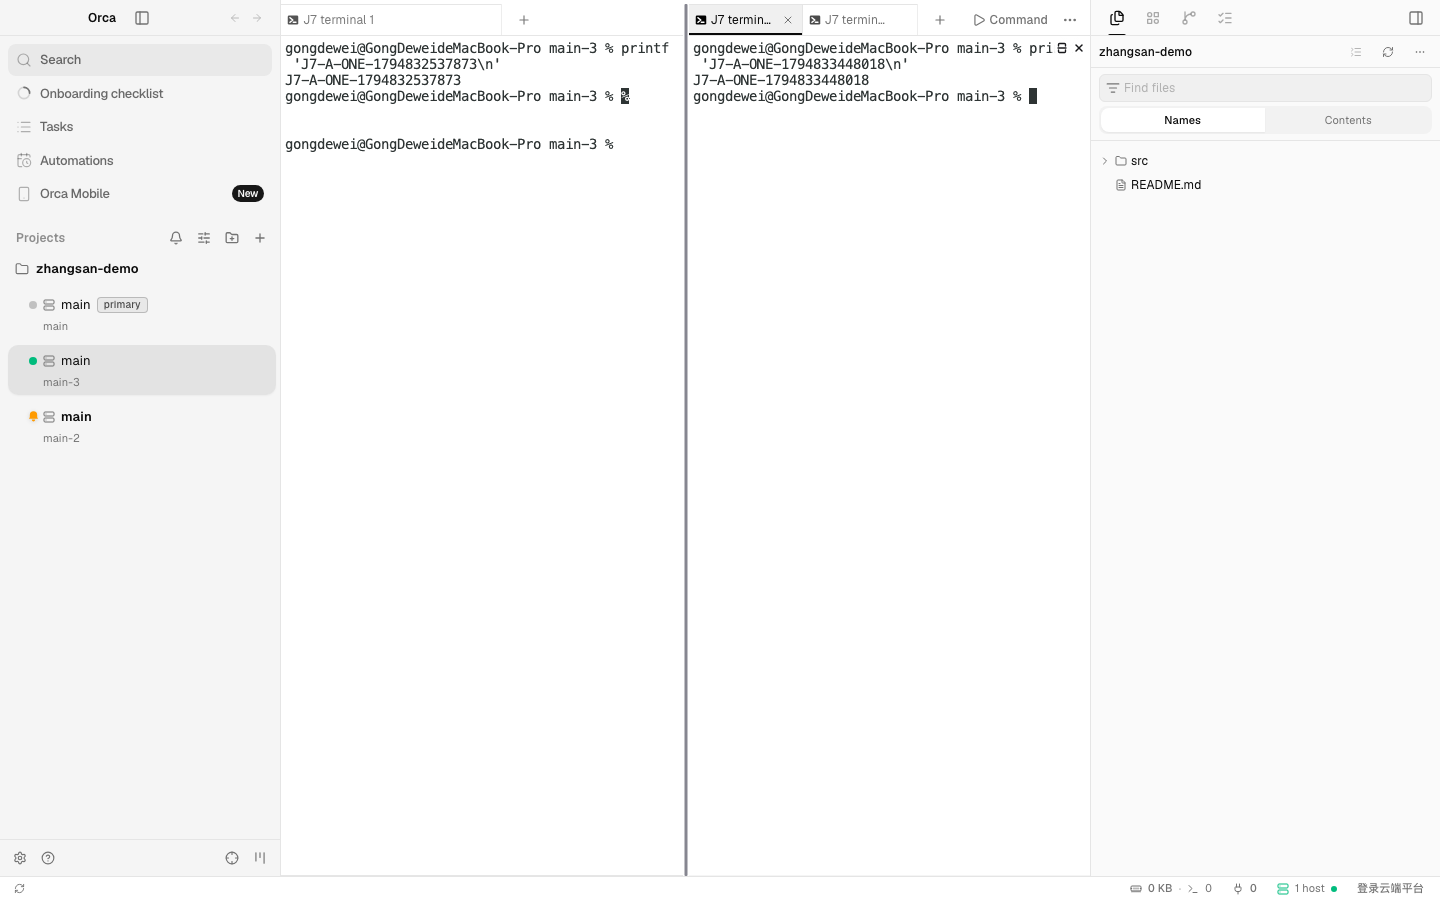 Orca
Search
Onboarding checklist
Tasks
Automations
Orca Mobile
New
Projects
zhangsan-demo
main primary
main
main
main-3
main
main-2
J7 terminal 1
gongdewei@GongDeweideMacBook-Pro main-3 % printf
'J7-A-ONE-1794832537873\n'
J7-A-ONE-1794832537873
gongdewei@GongDeweideMacBook-Pro main-3 % %
gongdewei@GongDeweideMacBook-Pro main-3 %
J7 termin...
J7 termin...
Command
gongdewei@GongDeweideMacBook-Pro main-3 % pri
'J7-A-ONE-1794833448018\n'
J7-A-ONE-1794833448018
gongdewei@GongDeweideMacBook-Pro main-3 %
zhangsan-demo
Find files
Names
Contents
src
README.md
0 KB · 0
0
1 host
登录云端平台